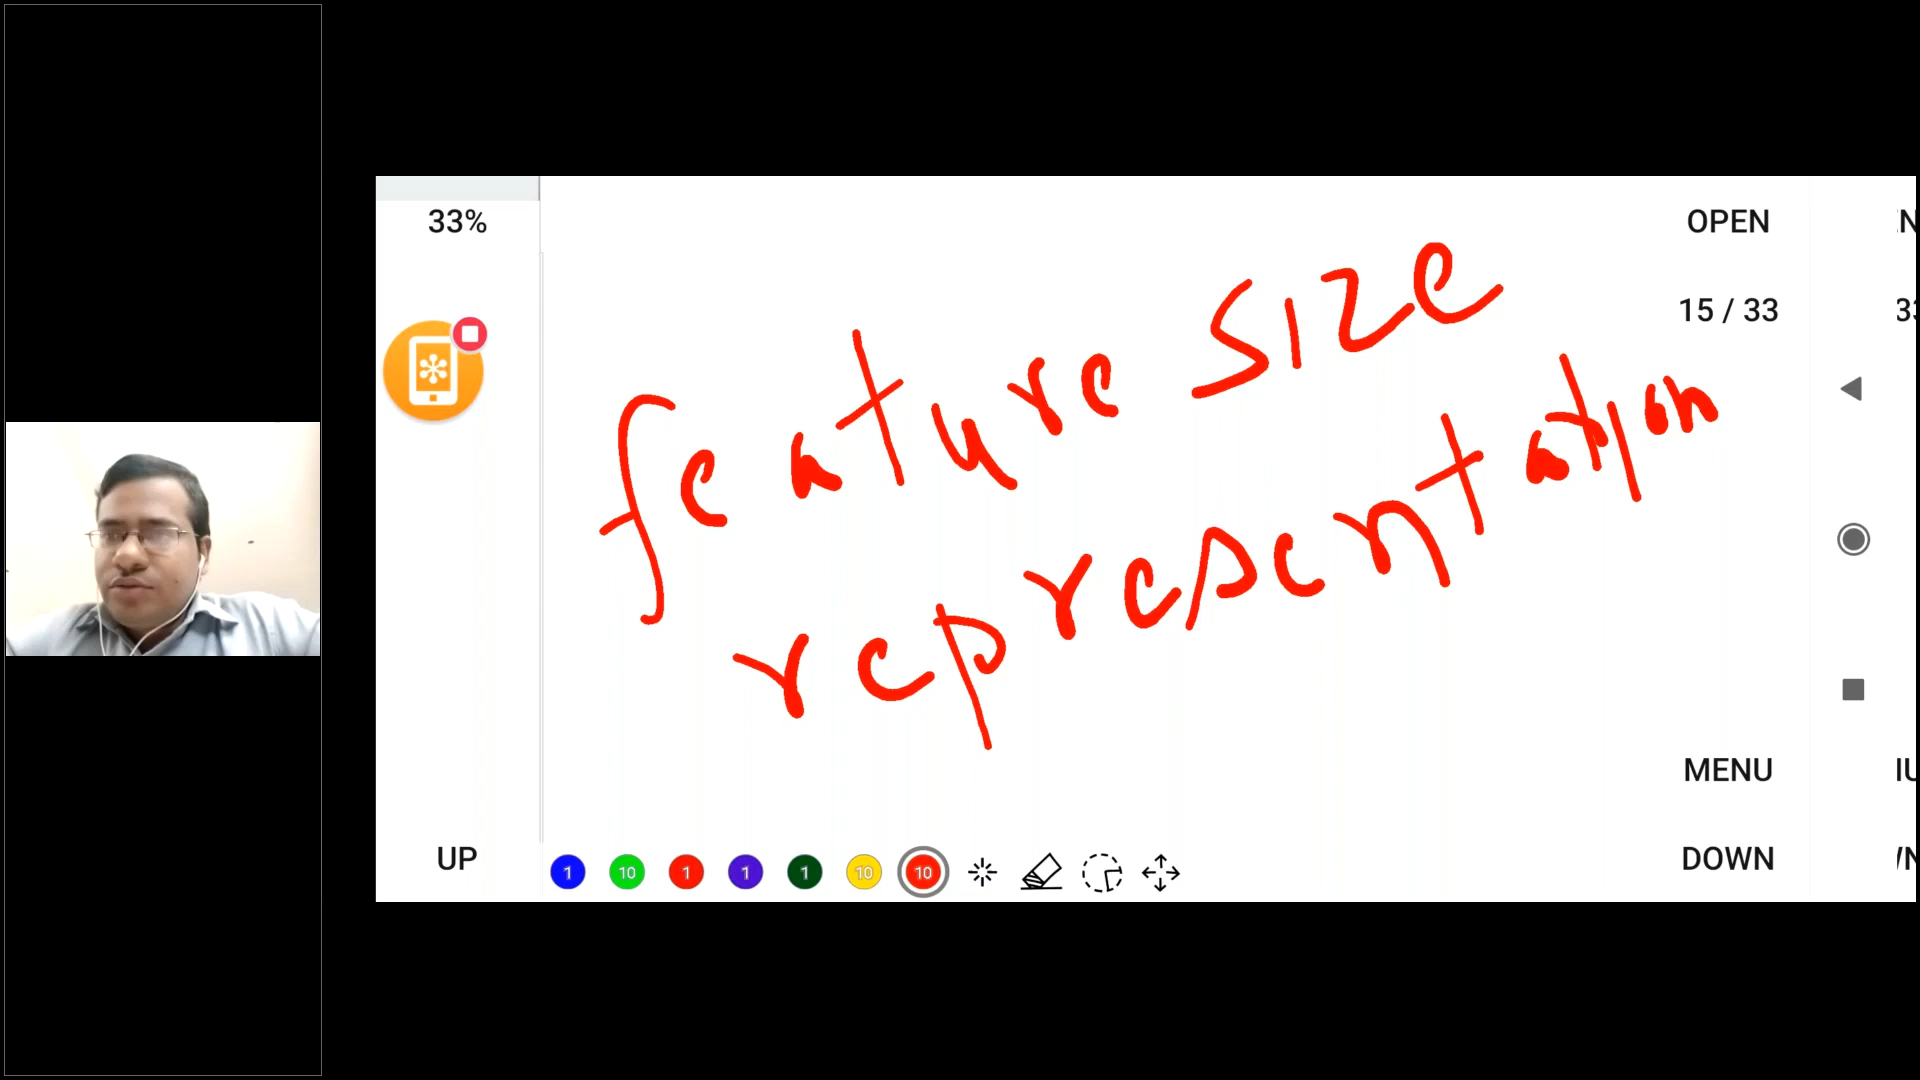 33%
OPEN
15 / 33
feature size
representation
MENU
UP
DOWN
1
10
1
1
1
10
10